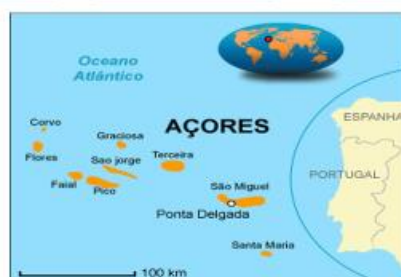 Oceano
Atlântico
AÇORES
Corvo
Flores
Graciosa
Sao jorge
Terceira
Faial
Pico
São Miguel
Ponta Delgada
Santa Maria
100 km
ESPANHA
PORTUGAL